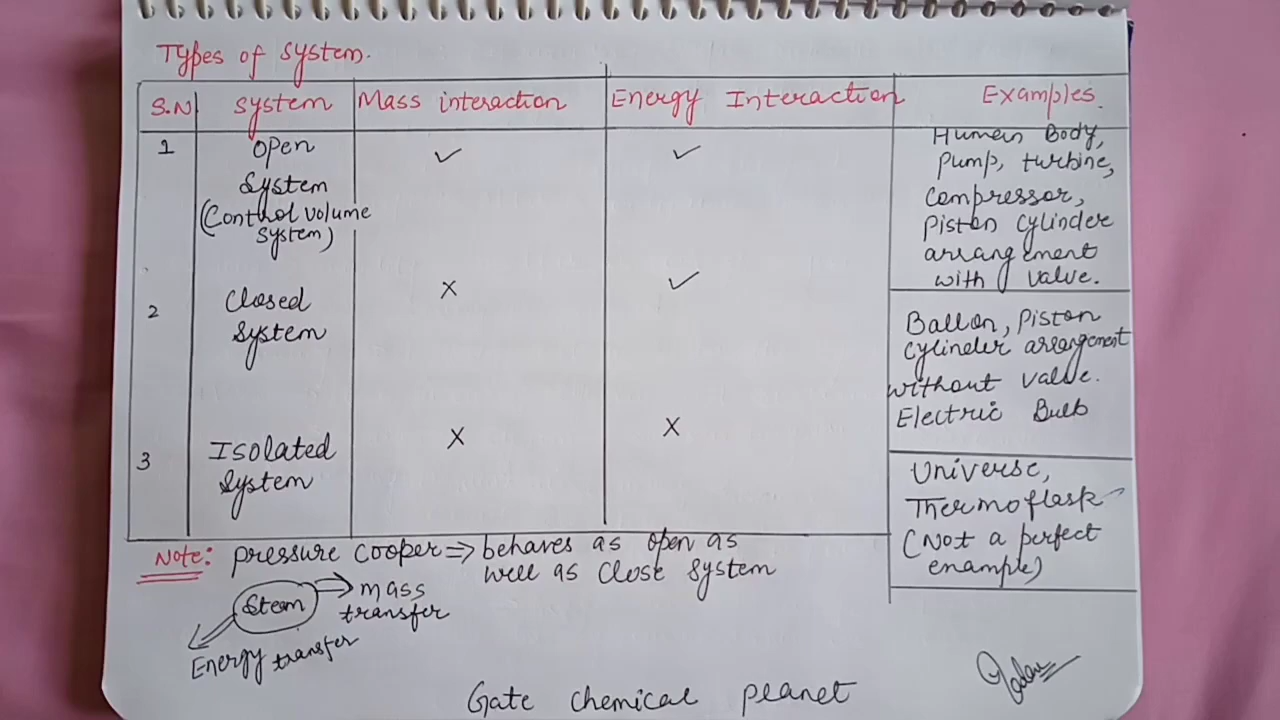 Types of system.
S.N system Mass interaction Energy Interaction Examples.
1 Open
System
(Control volume
system)
✓ ✓
Human Body,
pump, turbine,
compressor,
piston cylinder
arrangement
with valve.
2 Closed
System
× ✓
Ballon, piston
cylinder arrangement
without valve.
Electric Bulb
3 Isolated
System
× ×
Universe,
Thermoflask
(Not a perfect
enample)
Note: pressure cooper ⇒ behaves as open as
well as close system
Steam → mass
transfer
Energy transfer
Gate chemical planet